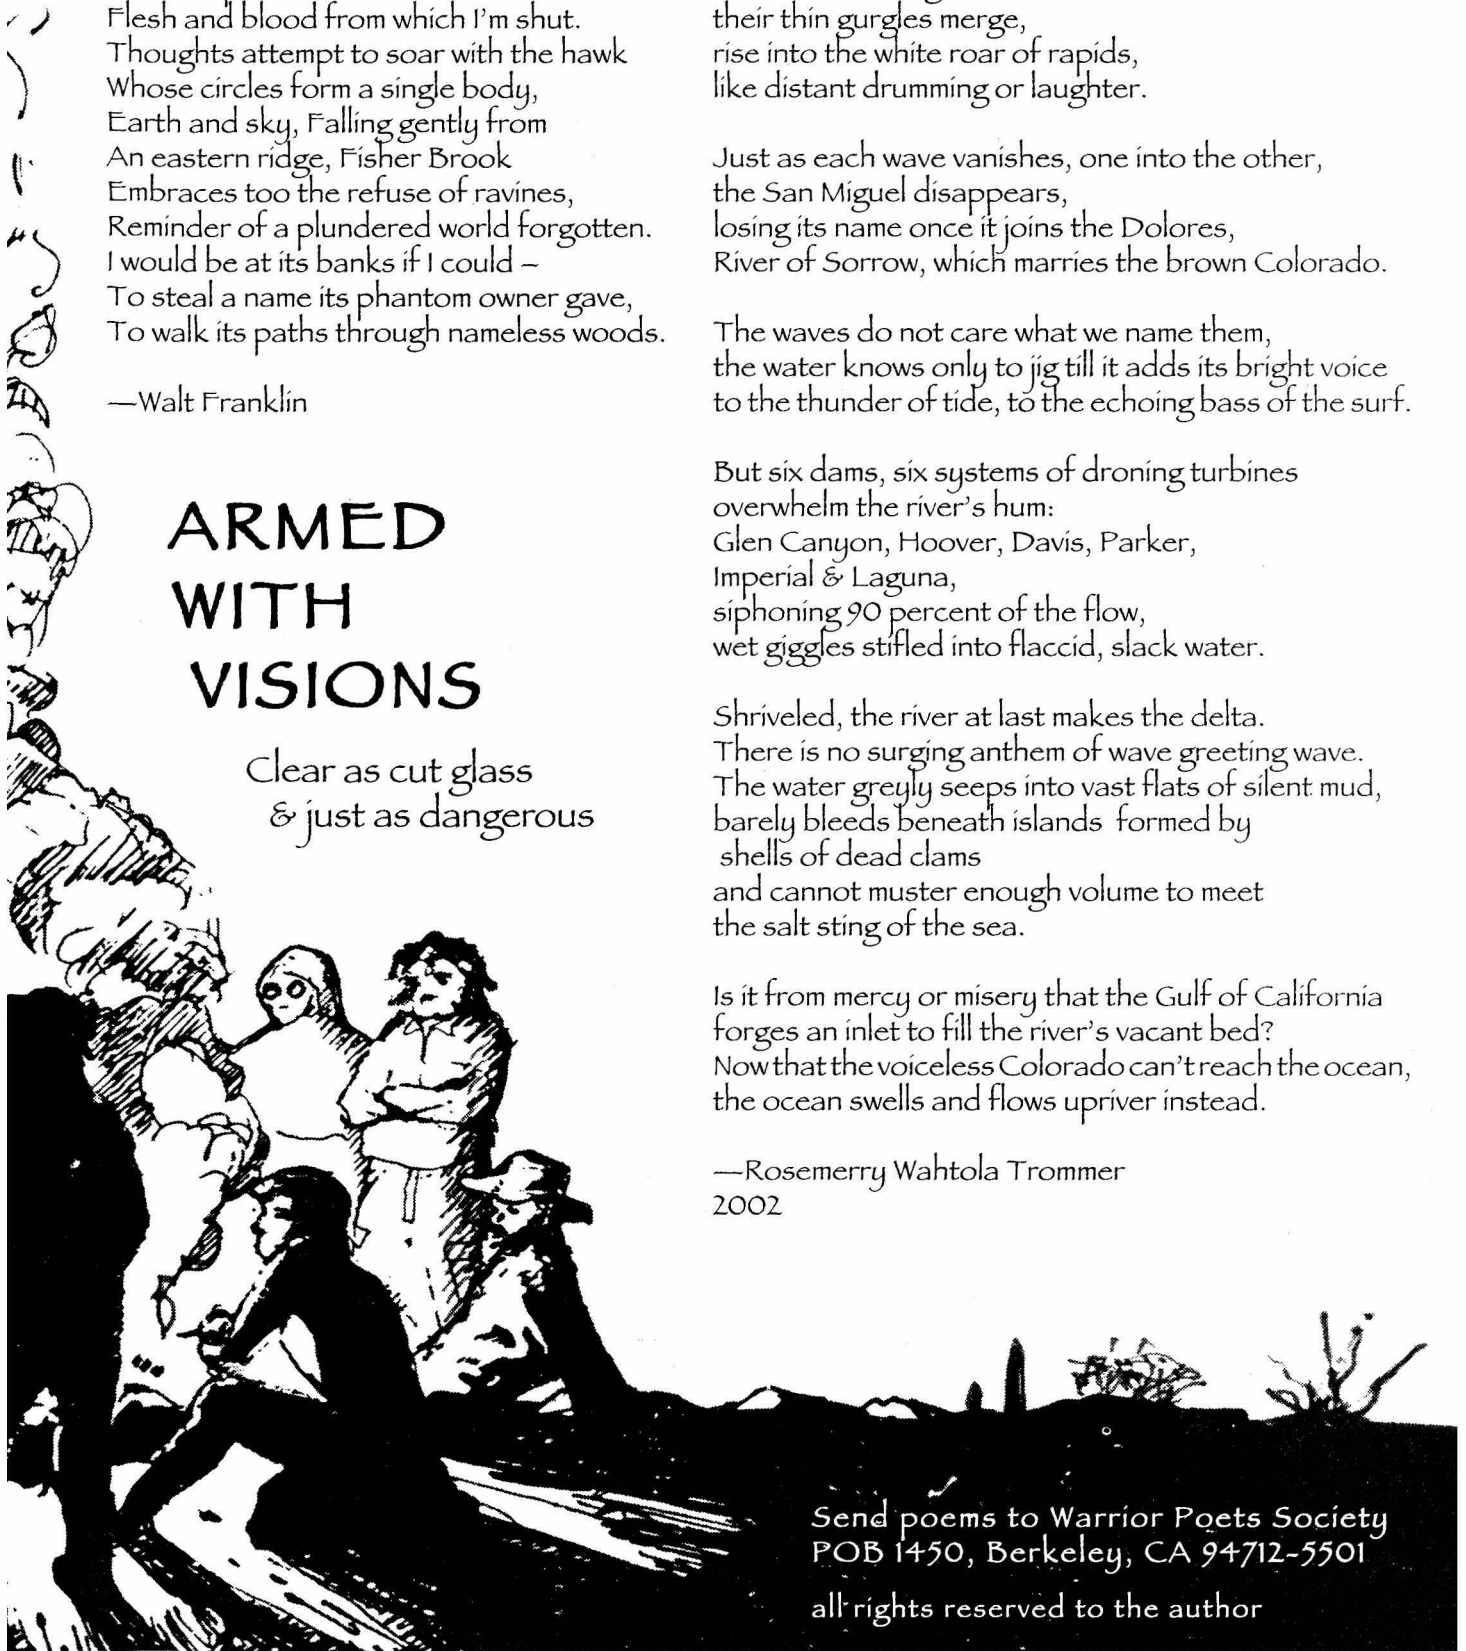 Flesh and blood from which I'm shut.
Thoughts attempt to soar with the hawk
Whose circles form a single body,
Earth and sky, Falling gently from
An eastern ridge, Fisher Brook
Embraces too the refuse of ravines,
Reminder of a plundered world forgotten.
I would be at its banks if I could –
To steal a name its phantom owner gave,
To walk its paths through nameless woods.
—Walt Franklin
ARMED
WITH
VISIONS
Clear as cut glass
& just as dangerous
their thin gurgles merge,
rise into the white roar of rapids,
like distant drumming or laughter.
Just as each wave vanishes, one into the other,
the San Miguel disappears,
losing its name once it joins the Dolores,
River of Sorrow, which marries the brown Colorado.
The waves do not care what we name them,
the water knows only to jig till it adds its bright voice
to the thunder of tide, to the echoing bass of the surf.
But six dams, six systems of droning turbines
overwhelm the river's hum:
Glen Canyon, Hoover, Davis, Parker,
Imperial & Laguna,
siphoning 90 percent of the flow,
wet giggles stifled into flaccid, slack water.
Shriveled, the river at last makes the delta.
There is no surging anthem of wave greeting wave.
The water greyly seeps into vast flats of silent mud,
barely bleeds beneath islands formed by
shells of dead clams
and cannot muster enough volume to meet
the salt sting of the sea.
Is it from mercy or misery that the Gulf of California
forges an inlet to fill the river's vacant bed?
Now that the voiceless Colorado can't reach the ocean,
the ocean swells and flows upriver instead.
—Rosemerry Wahtola Trommer
2002
Send poems to Warrior Poets Society
POB 1450, Berkeley, CA 94712-5501
all rights reserved to the author